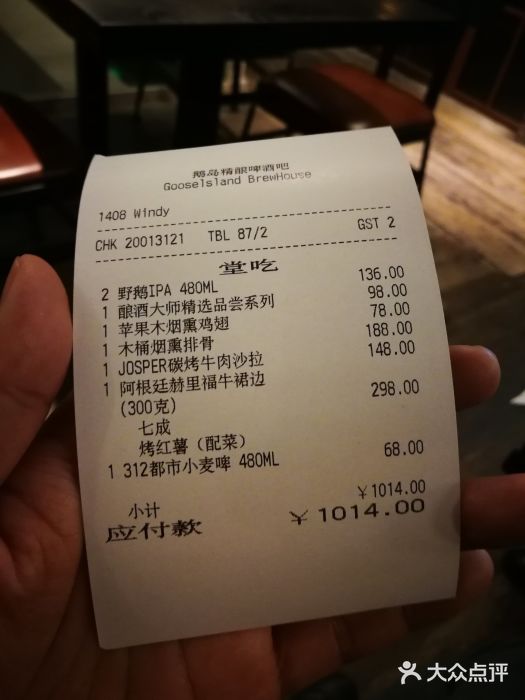 鹅岛精酿啤酒吧
GooseIsland BrewHouse
1408 Windy
CHK 20013121 TBL 87/2 GST 2
堂吃
2 野鹅IPA 480ML 136.00
1 酿酒大师精选品尝系列 98.00
1 苹果木烟熏鸡翅 78.00
1 木桶烟熏排骨 188.00
1 JOSPER碳烤牛肉沙拉 148.00
1 阿根廷赫里福牛裙边 298.00
(300克)
七成
烤红薯（配菜）
1 312都市小麦啤 480ML 68.00
小计 ￥1014.00
应付款 ￥1014.00
大众点评